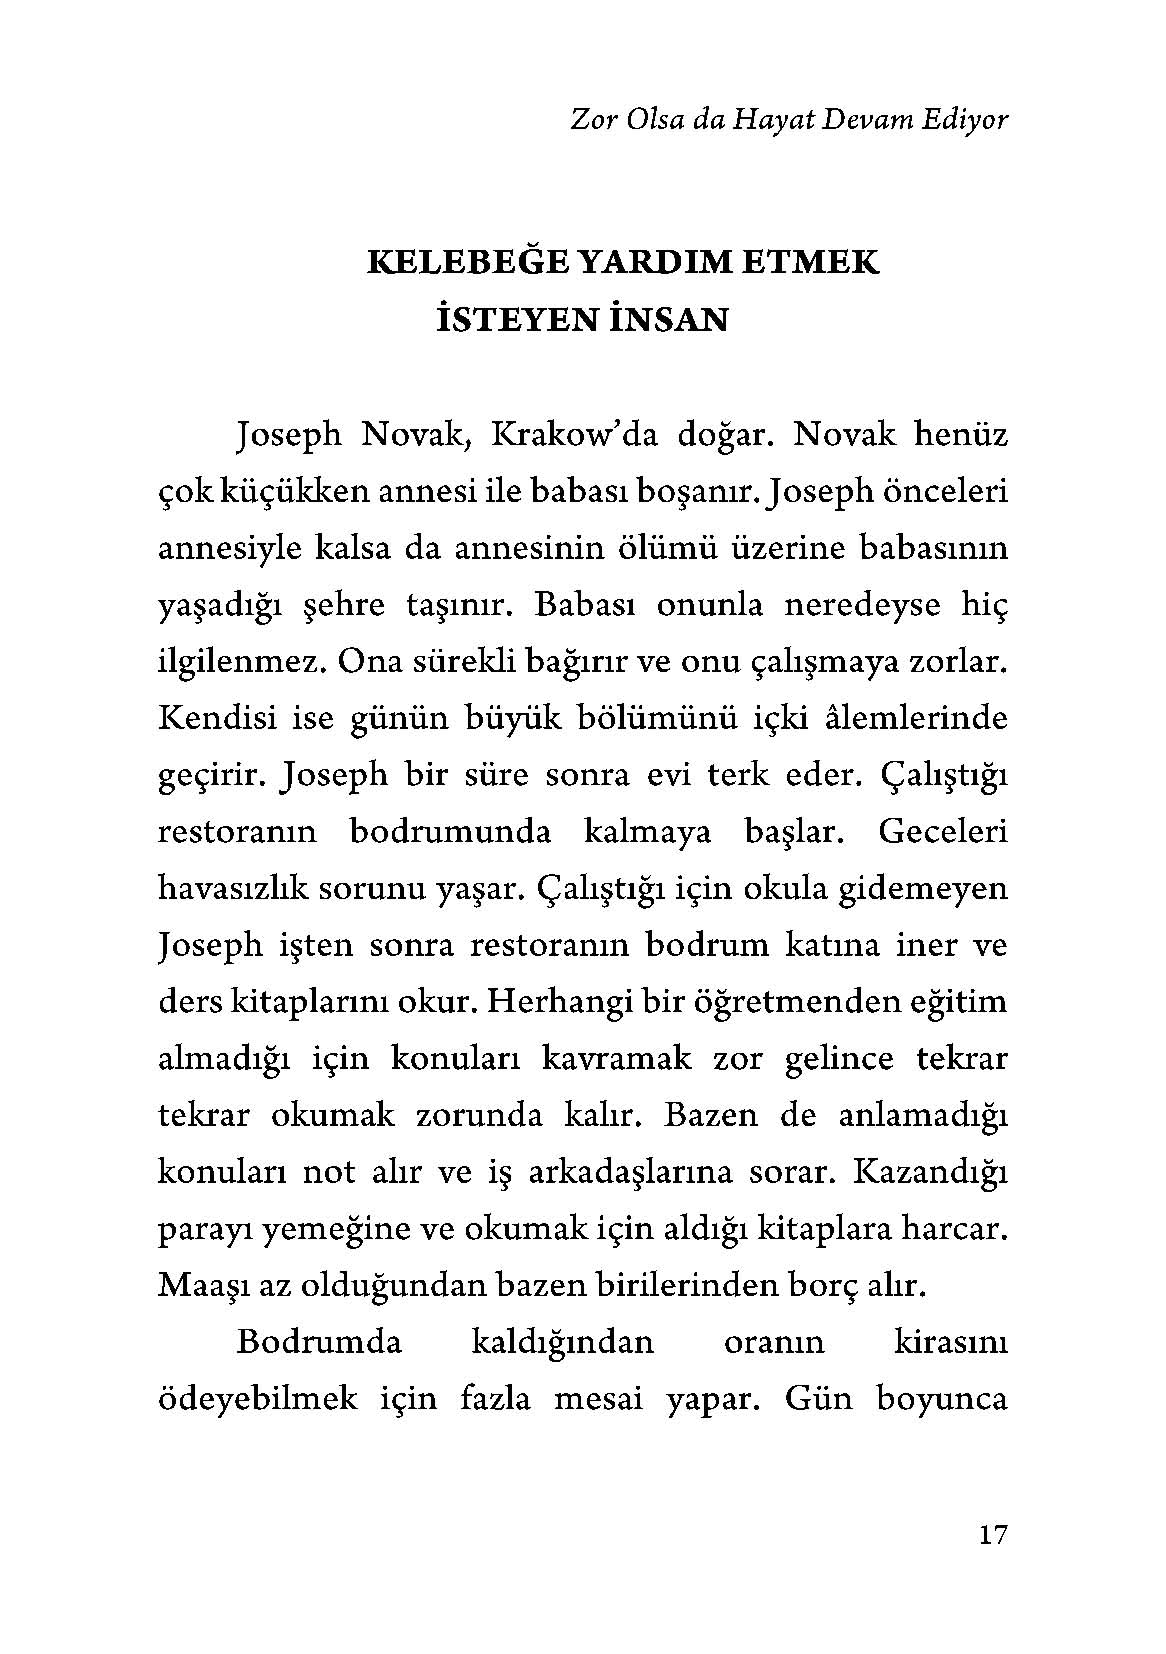 Zor Olsa da Hayat Devam Ediyor
KELEBEĞE YARDIM ETMEK
İSTEYEN İNSAN
Joseph Novak, Krakow’da doğar. Novak henüz
çok küçükken annesi ile babası boşanır. Joseph önceleri
annesiyle kalsa da annesinin ölümü üzerine babasının
yaşadığı şehre taşınır. Babası onunla neredeyse hiç
ilgilenmez. Ona sürekli bağırır ve onu çalışmaya zorlar.
Kendisi ise günün büyük bölümünü içki âlemlerinde
geçirir. Joseph bir süre sonra evi terk eder. Çalıştığı
restoranın bodrumunda kalmaya başlar. Geceleri
havasızlık sorunu yaşar. Çalıştığı için okula gidemeyen
Joseph işten sonra restoranın bodrum katına iner ve
ders kitaplarını okur. Herhangi bir öğretmenden eğitim
almadığı için konuları kavramak zor gelince tekrar
tekrar okumak zorunda kalır. Bazen de anlamadığı
konuları not alır ve iş arkadaşlarına sorar. Kazandığı
parayı yemeğine ve okumak için aldığı kitaplara harcar.
Maaşı az olduğundan bazen birilerinden borç alır.
Bodrumda kaldığından oranın kirasını
ödeyebilmek için fazla mesai yapar. Gün boyunca
17